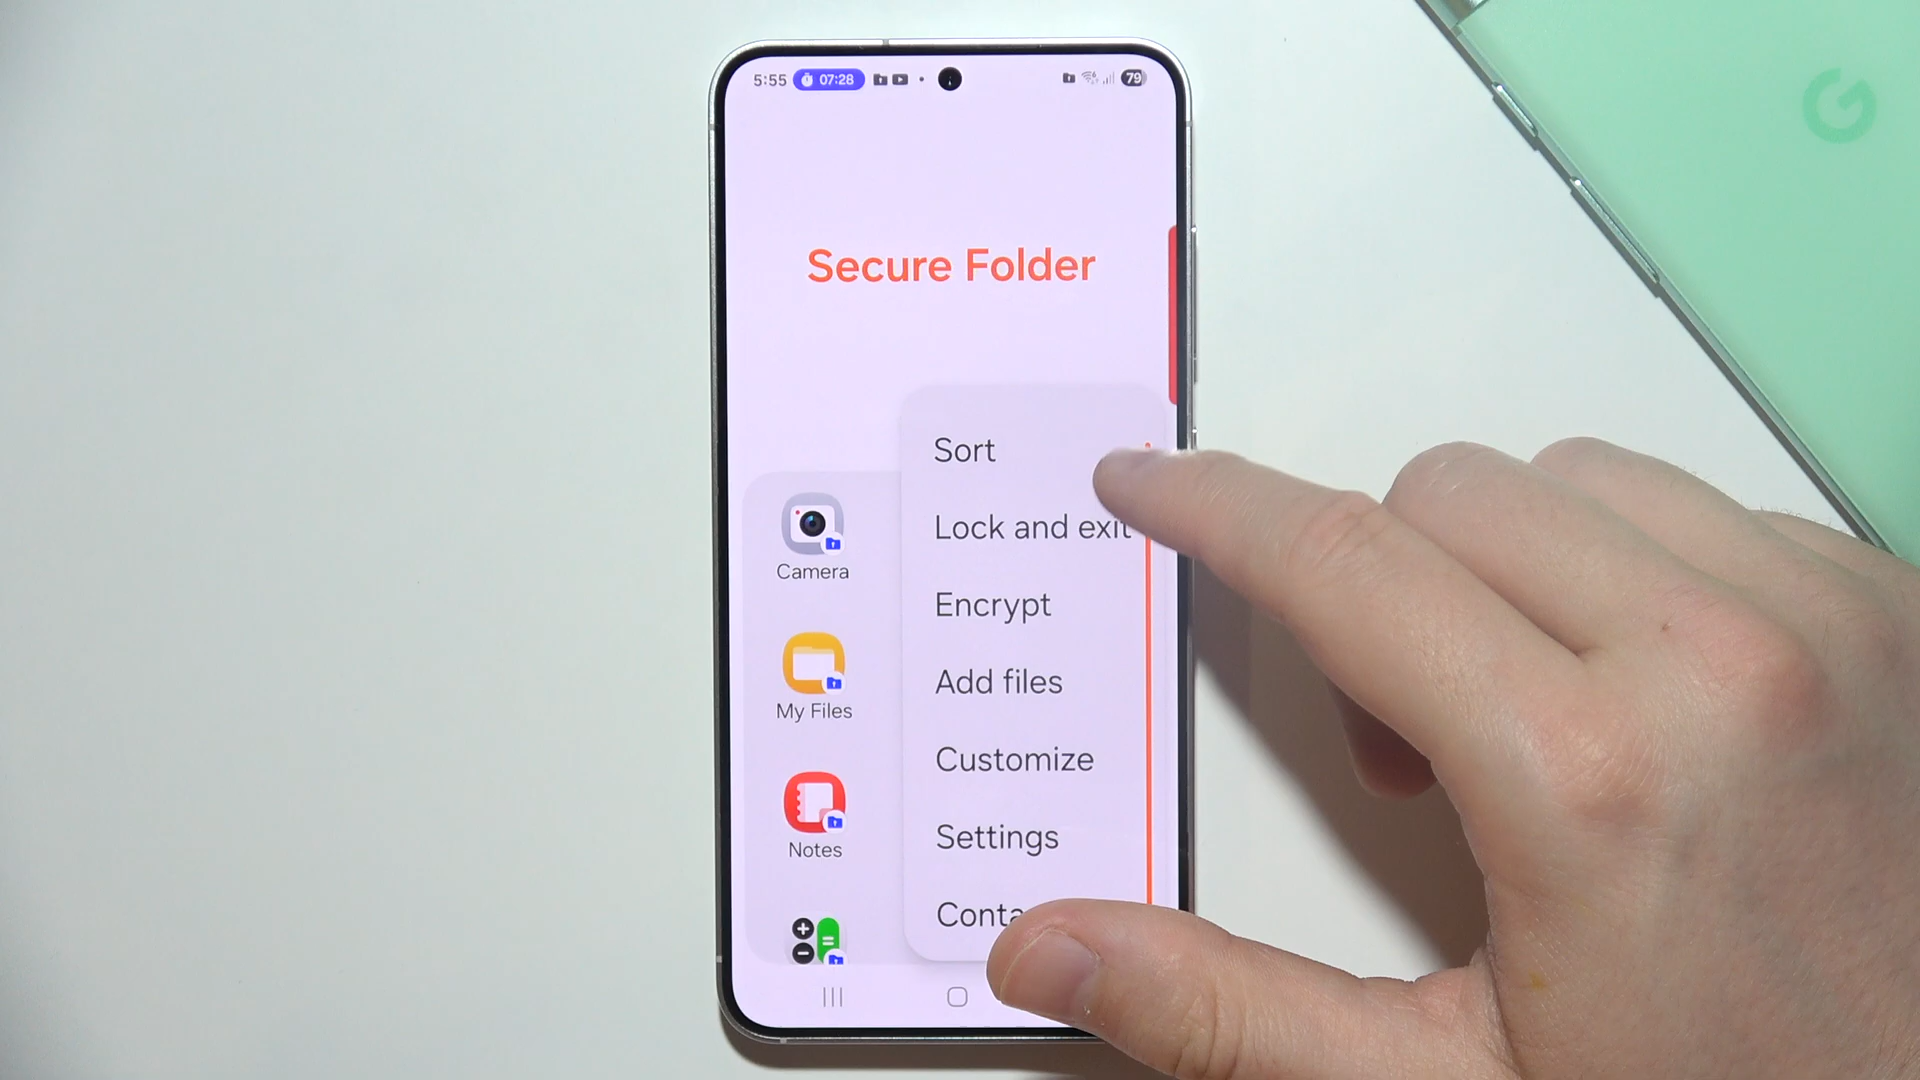 5:55 07:28 79
Secure Folder
Sort
Lock and exit
Encrypt
Add files
Customize
Settings
Camera
My Files
Notes